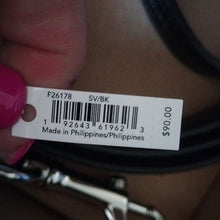 F26178 SV/BK
1 92643 61962 3
Made in Philippines/Philippines
$90.00